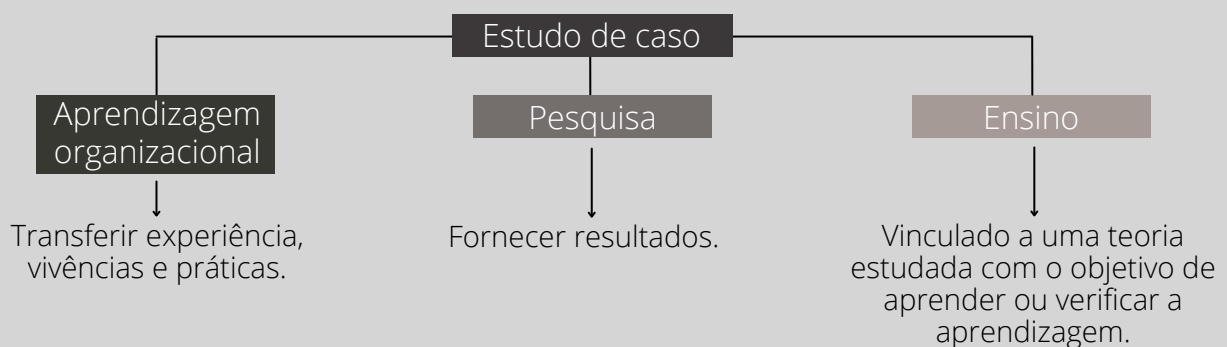 Estudo de caso
Aprendizagem
organizacional
Transferir experiência,
vivências e práticas.
Pesquisa
Fornecer resultados.
Ensino
Vinculado a uma teoria
estudada com o objetivo de
aprender ou verificar a
aprendizagem.